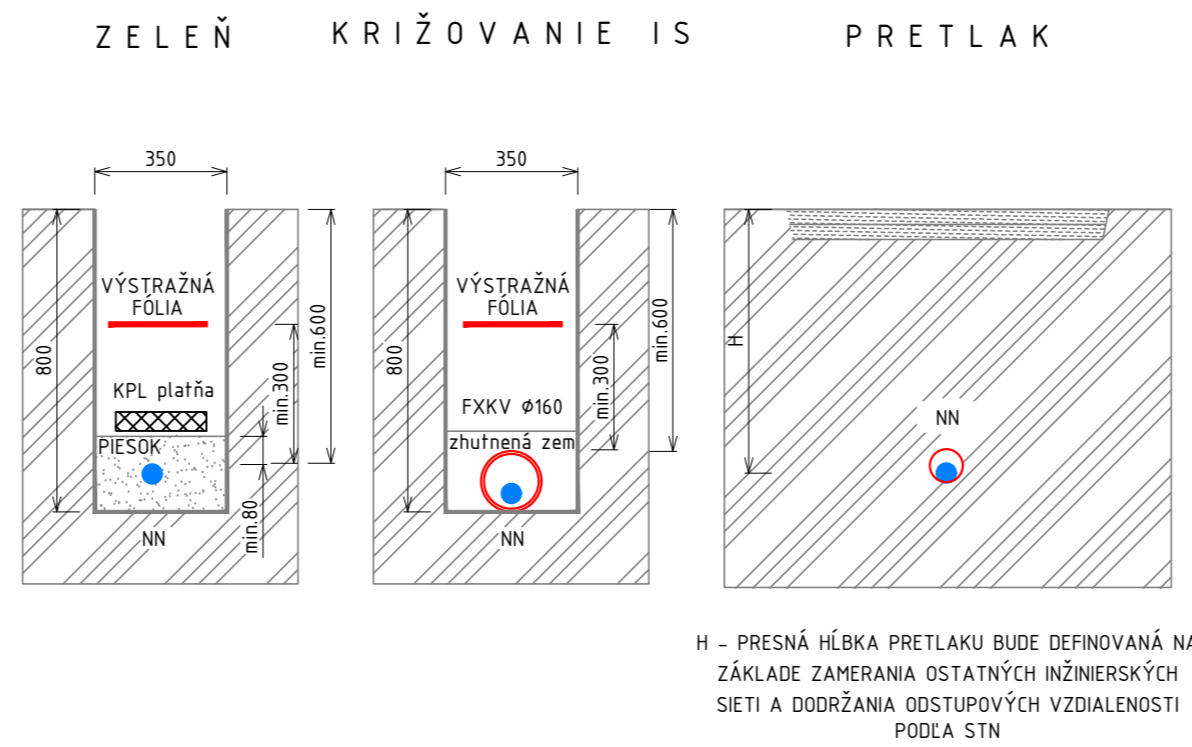 ZELEŇ
KRIŽOVANIE IS
PRETLAK
350
800
VÝSTRAŽNÁ
FÓLIA
KPL platňa
PIESOK
NN
min.80
min.300
min.600
350
800
VÝSTRAŽNÁ
FÓLIA
FXKV Ø160
zhutnená zem
NN
min.300
min.600
H
NN
H – PRESNÁ HĹBKA PRETLAKU BUDE DEFINOVANÁ NA
ZÁKLADE ZAMERANIA OSTATNÝCH INŽINIERSKÝCH
SIETI A DODRŽANIA ODSTUPOVÝCH VZDIALENOSTI
PODĽA STN